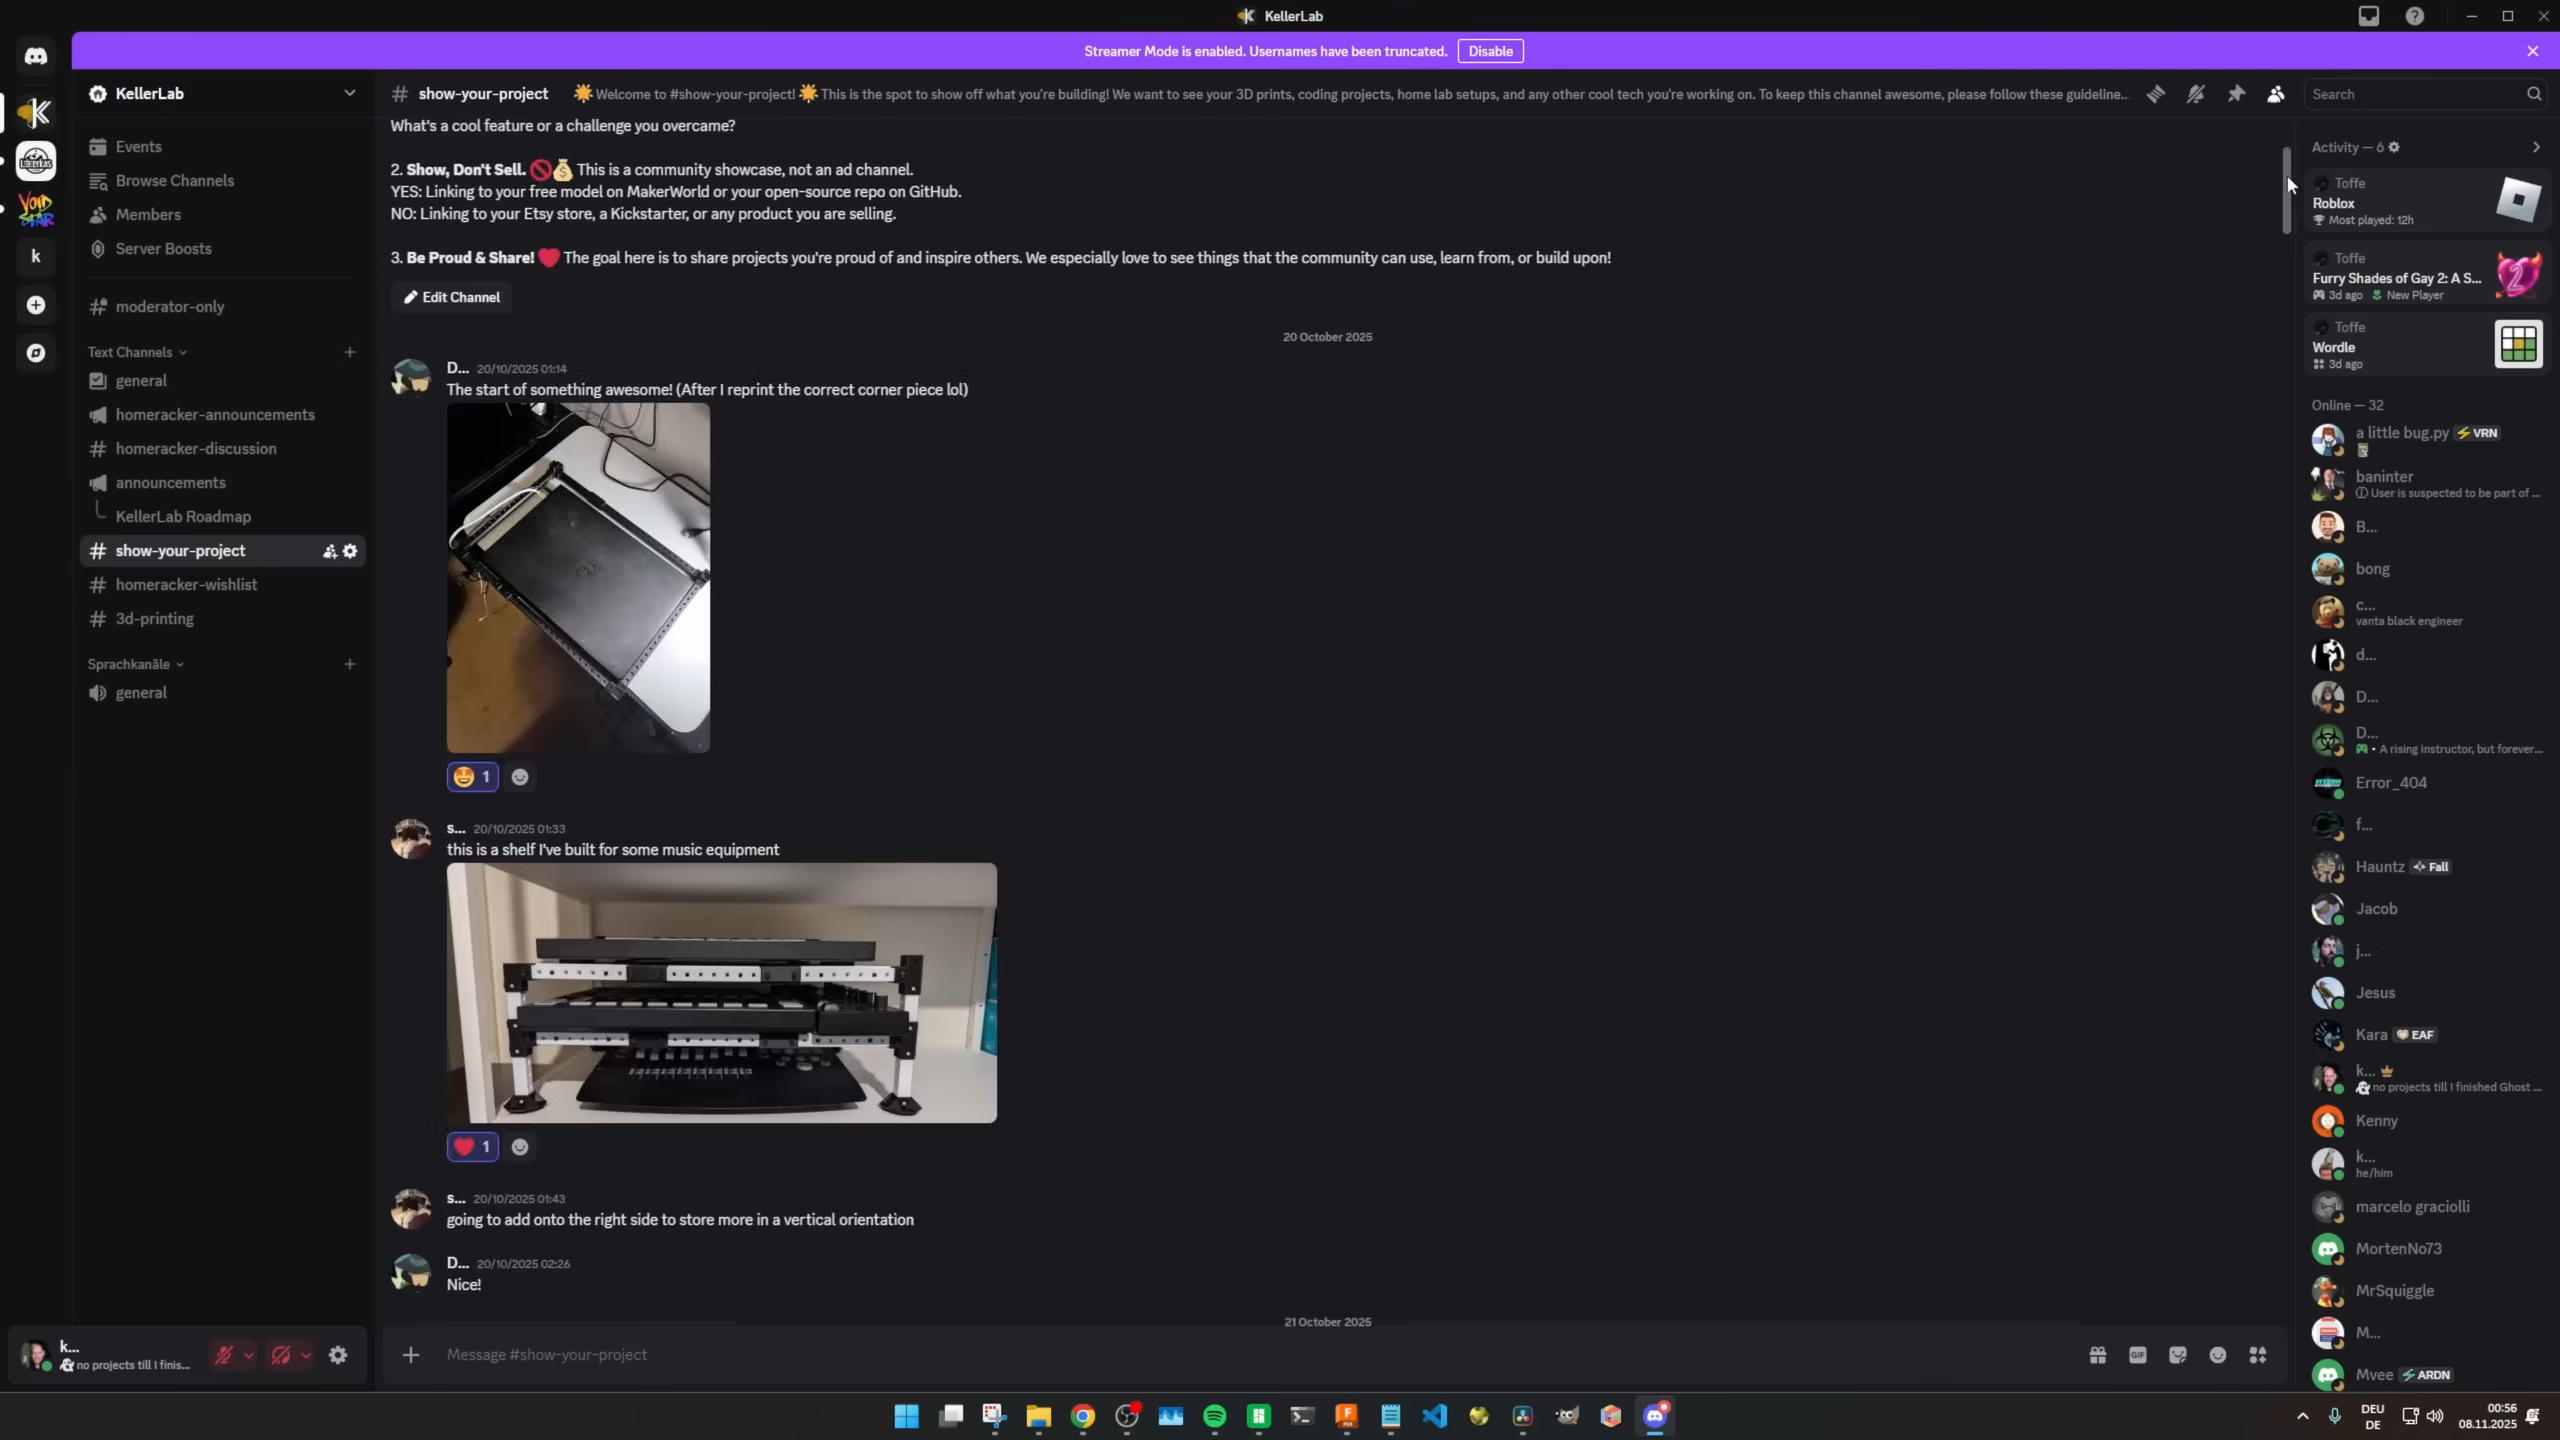 KellerLab
Streamer Mode is enabled. Usernames have been truncated.
Disable
KellerLab
Events
Browse Channels
Members
Server Boosts
moderator-only
Text Channels
general
homeracker-announcements
homeracker-discussion
announcements
KellerLab Roadmap
show-your-project
homeracker-wishlist
3d-printing
Sprachkanäle
general
k...
no projects till I finis...
k
show-your-project
Welcome to #show-your-project! 🌟 This is the spot to show off what you're building! We want to see your 3D prints, coding projects, home lab setups, and any other cool tech you're working on. To keep this channel awesome, please follow these guideline...
Search
What's a cool feature or a challenge you overcame?
2. Show, Don't Sell. 🚫💰 This is a community showcase, not an ad channel.
YES: Linking to your free model on MakerWorld or your open-source repo on GitHub.
NO: Linking to your Etsy store, a Kickstarter, or any product you are selling.
3. Be Proud & Share! ❤️ The goal here is to share projects you're proud of and inspire others. We especially love to see things that the community can use, learn from, or build upon!
Edit Channel
20 October 2025
D... 20/10/2025 01:14
The start of something awesome! (After I reprint the correct corner piece lol)
1
s... 20/10/2025 01:33
this is a shelf I've built for some music equipment
1
s... 20/10/2025 01:43
going to add onto the right side to store more in a vertical orientation
D... 20/10/2025 02:26
Nice!
21 October 2025
Message #show-your-project
GIF
Activity — 6
Toffe
Roblox
Most played: 12h
Toffe
Furry Shades of Gay 2: A S...
3d ago New Player
Toffe
Wordle
3d ago
Online — 32
a little bug.py VRN
baninter
User is suspected to be part of ...
B...
bong
c...
vanta black engineer
d...
D...
D...
• A rising instructor, but forever...
Error_404
f...
Hauntz Fall
Jacob
j...
Jesus
Kara EAF
k...
no projects till I finished Ghost ...
Kenny
k...
he/him
marcelo graciolli
MortenNo73
MrSquiggle
M...
Mvee ARDN
DEU
DE
00:56
08.11.2025